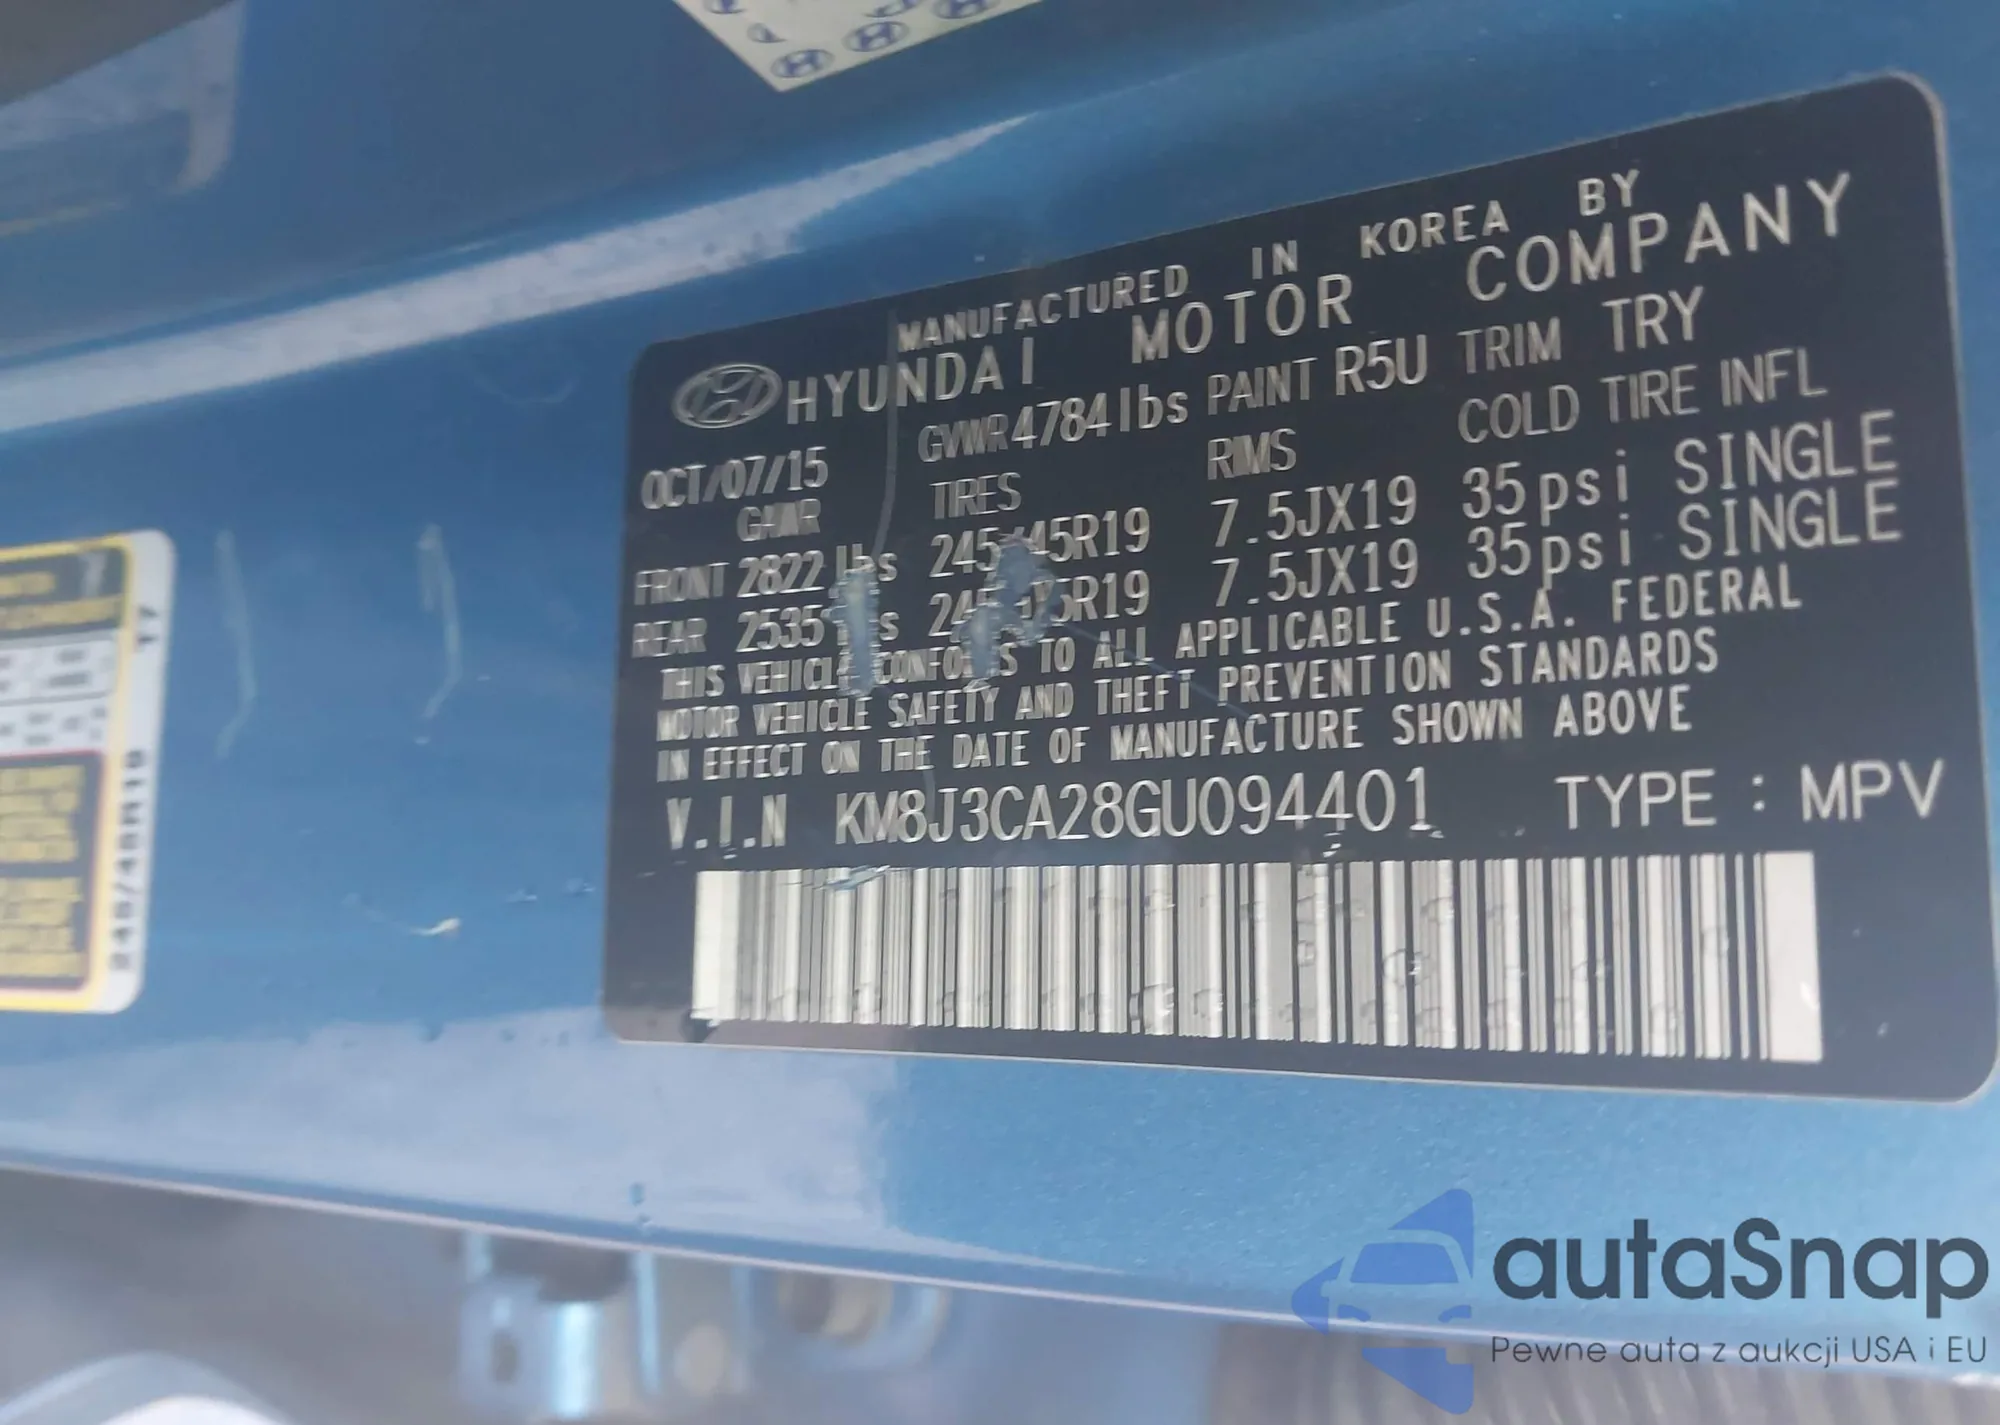 MANUFACTURED IN KOREA BY
HYUNDAI MOTOR COMPANY
OCT/07/15 GVWR 4784lbs PAINT R5U TRIM TRY
GAWR TIRES RIMS COLD TIRE INFL
FRONT 2822 lbs 245/45R19 7.5JX19 35psi SINGLE
REAR 2535 lbs 245/45R19 7.5JX19 35psi SINGLE
THIS VEHICLE CONFORMS TO ALL APPLICABLE U.S.A. FEDERAL
MOTOR VEHICLE SAFETY AND THEFT PREVENTION STANDARDS
IN EFFECT ON THE DATE OF MANUFACTURE SHOWN ABOVE
V.I.N KM8J3CA28GU094401 TYPE : MPV
autaSnap
Pewne auta z aukcji USA i EU